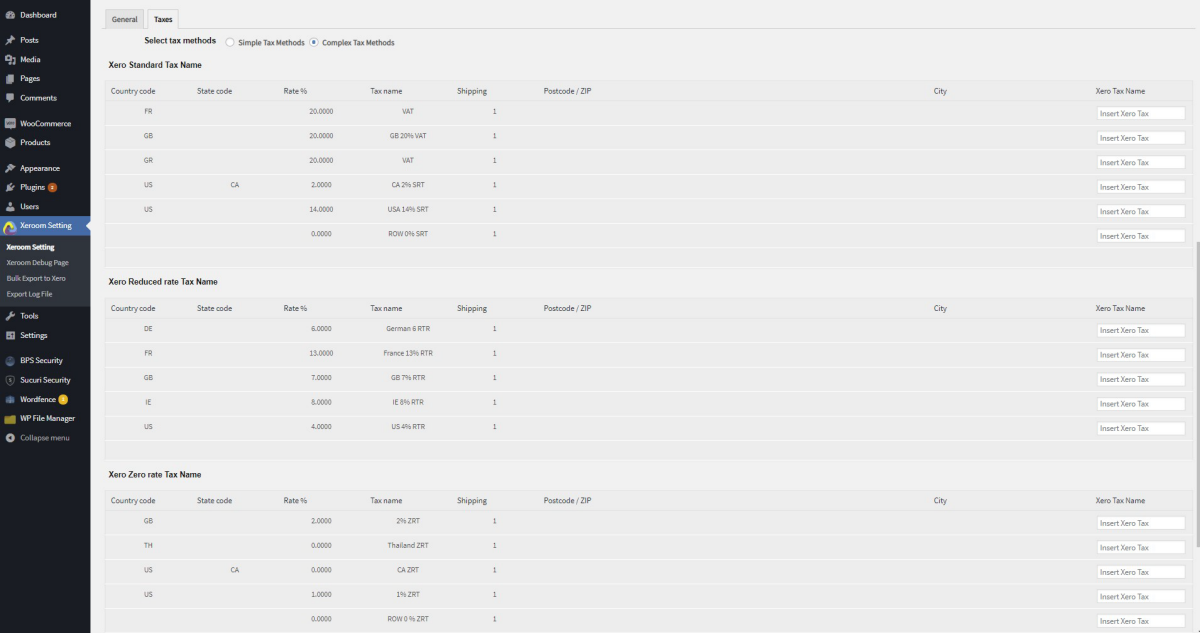 Dashboard
Posts
Media
Pages
Comments
WooCommerce
Products
Appearance
Plugins 2
Users
Xeroom Setting
Xeroom Setting
Xeroom Debug Page
Bulk Export to Xero
Export Log File
Tools
Settings
BPS Security
Sucuri Security
Wordfence
WP File Manager
Collapse menu
General Taxes
Select tax methods Simple Tax Methods Complex Tax Methods
Xero Standard Tax Name
Country code State code Rate % Tax name Shipping Postcode / ZIP City Xero Tax Name
FR 20.0000 VAT 1 Insert Xero Tax
GB 20.0000 GB 20% VAT 1 Insert Xero Tax
GR 20.0000 VAT 1 Insert Xero Tax
US CA 2.0000 CA 2% SRT 1 Insert Xero Tax
US 14.0000 USA 14% SRT 1 Insert Xero Tax
0.0000 ROW 0% SRT 1 Insert Xero Tax
Xero Reduced rate Tax Name
Country code State code Rate % Tax name Shipping Postcode / ZIP City Xero Tax Name
DE 6.0000 German 6 RTR 1 Insert Xero Tax
FR 13.0000 France 13% RTR 1 Insert Xero Tax
GB 7.0000 GB 7% RTR 1 Insert Xero Tax
IE 8.0000 IE 8% RTR 1 Insert Xero Tax
US 4.0000 US 4% RTR 1 Insert Xero Tax
Xero Zero rate Tax Name
Country code State code Rate % Tax name Shipping Postcode / ZIP City Xero Tax Name
GB 2.0000 2% ZRT 1 Insert Xero Tax
TH 0.0000 Thailand ZRT 1 Insert Xero Tax
US CA 0.0000 CA ZRT 1 Insert Xero Tax
US 1.0000 1% ZRT 1 Insert Xero Tax
0.0000 ROW 0 % ZRT 1 Insert Xero Tax